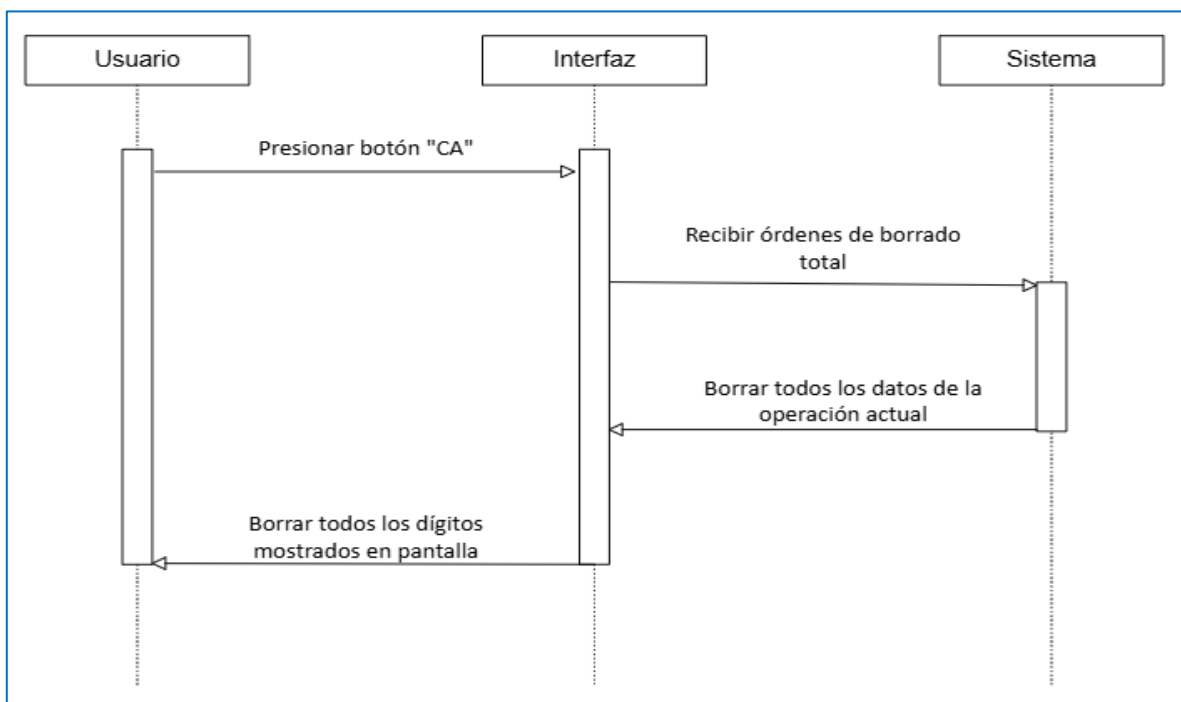 Usuario
Interfaz
Sistema
Presionar botón "CA"
Recibir órdenes de borrado
total
Borrar todos los datos de la
operación actual
Borrar todos los dígitos
mostrados en pantalla